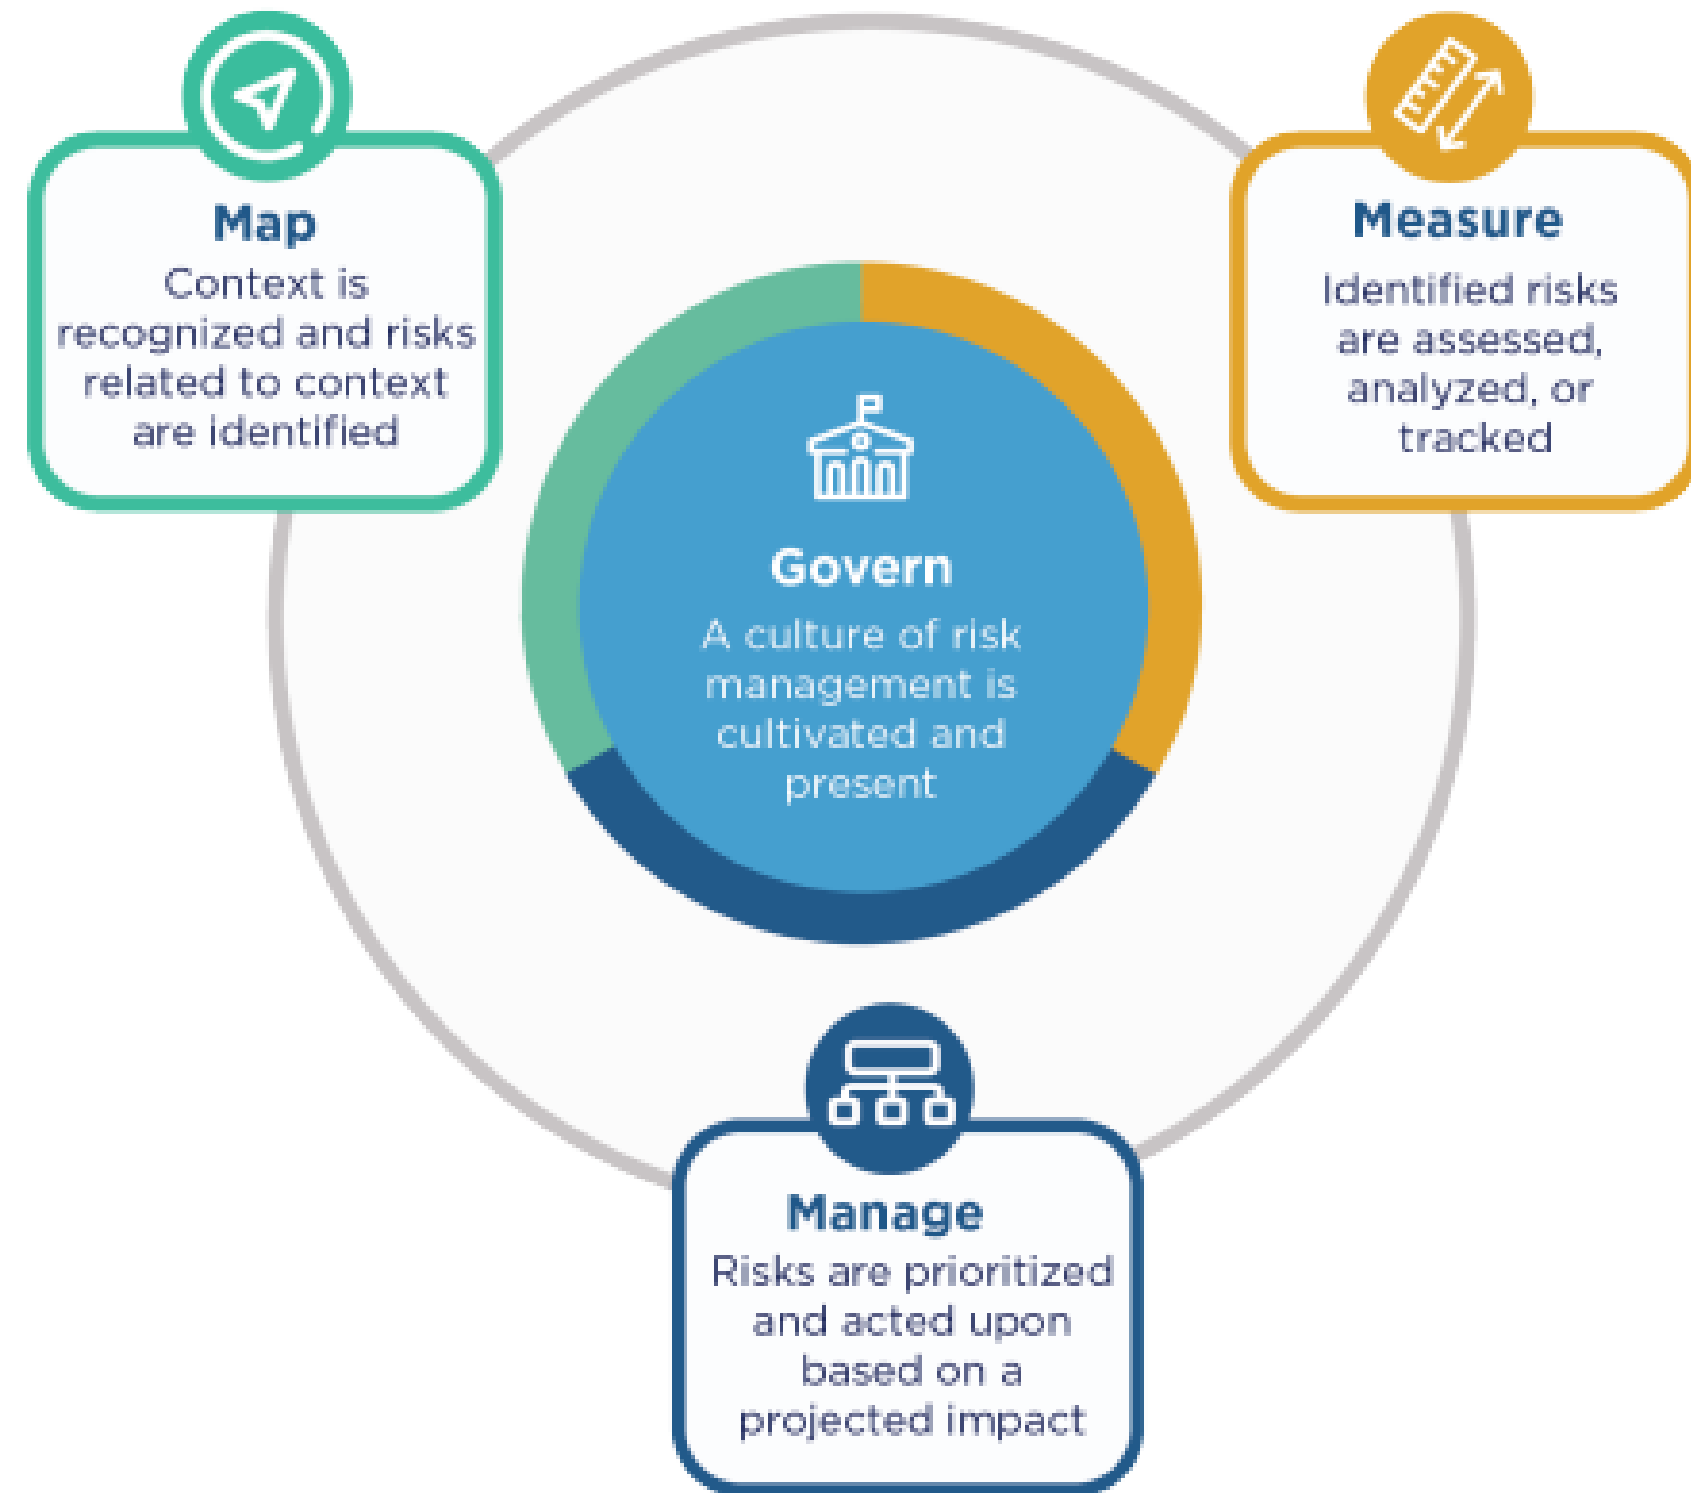 Map
Context is
recognized and risks
related to context
are identified
Measure
Identified risks
are assessed,
analyzed, or
tracked
Govern
A culture of risk
management is
cultivated and
present
Manage
Risks are prioritized
and acted upon
based on a
projected impact